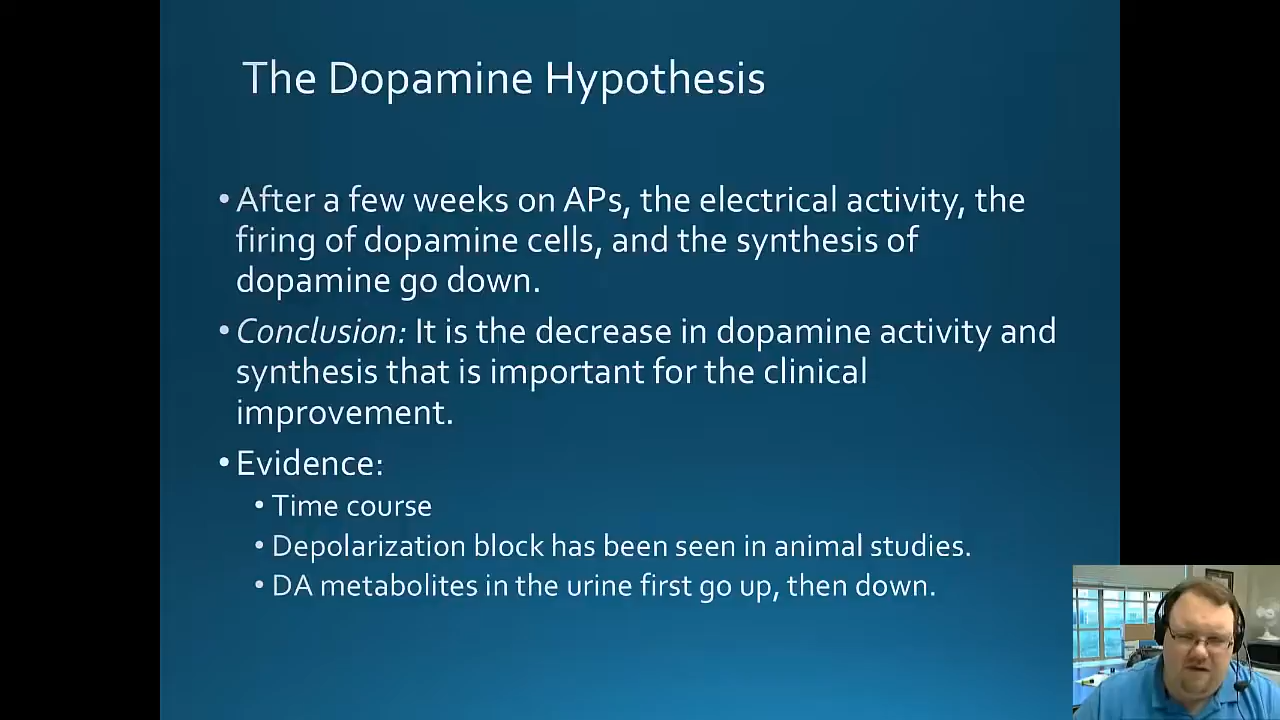 The Dopamine Hypothesis
• After a few weeks on APs, the electrical activity, the
firing of dopamine cells, and the synthesis of
dopamine go down.
• Conclusion: It is the decrease in dopamine activity and
synthesis that is important for the clinical
improvement.
• Evidence:
• Time course
• Depolarization block has been seen in animal studies.
• DA metabolites in the urine first go up, then down.